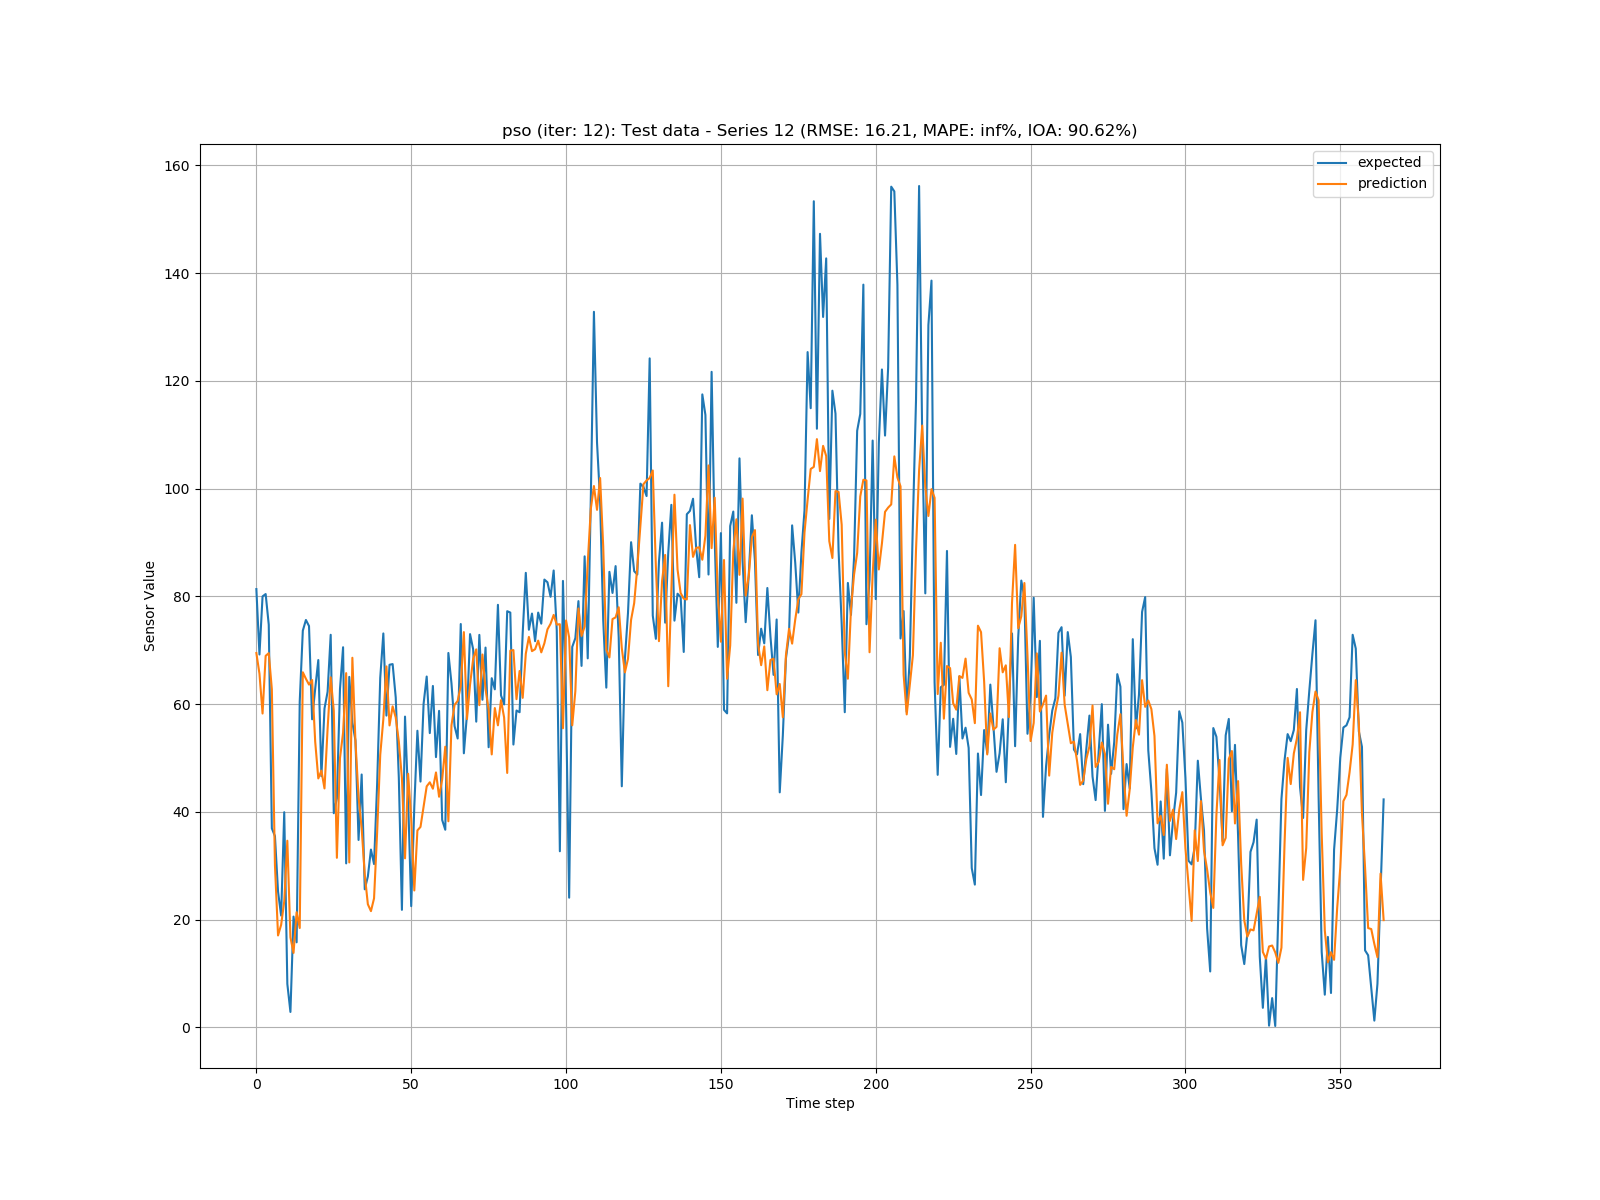 pso (iter: 12): Test data - Series 12 (RMSE: 16.21, MAPE: inf%, IOA: 90.62%)
expected
prediction
160
140
120
100
80
60
40
20
0
Sensor Value
0 50 100 150 200 250 300 350
Time step